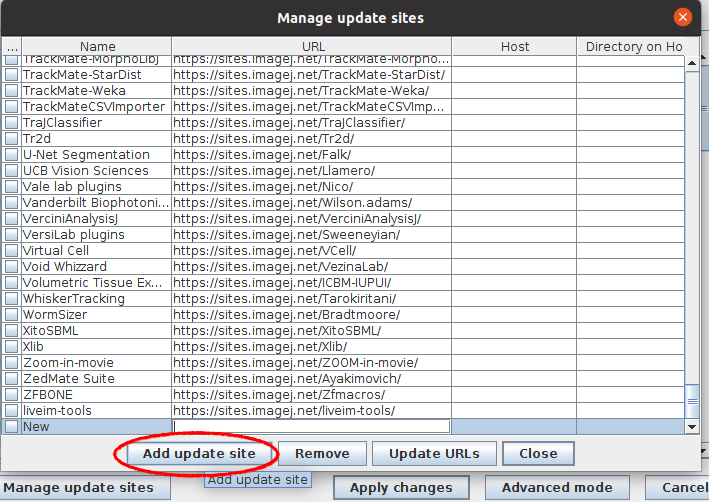 Manage update sites
... Name URL Host Directory on Ho
TrackMate-MorphoLibJ https://sites.imagej.net/TrackMate-Morpho...
TrackMate-StarDist https://sites.imagej.net/TrackMate-StarDist/
TrackMate-Weka https://sites.imagej.net/TrackMate-Weka/
TrackMateCSVImporter https://sites.imagej.net/TrackMateCSVImp...
TraJClassifier https://sites.imagej.net/TraJClassifier/
Tr2d https://sites.imagej.net/Tr2d/
U-Net Segmentation https://sites.imagej.net/Falk/
UCB Vision Sciences https://sites.imagej.net/Llamero/
Vale lab plugins https://sites.imagej.net/Nico/
Vanderbilt Biophotoni... https://sites.imagej.net/Wilson.adams/
VerciniAnalysisJ https://sites.imagej.net/VerciniAnalysisJ/
VersiLab plugins https://sites.imagej.net/Sweeneyian/
Virtual Cell https://sites.imagej.net/VCell/
Void Whizzard https://sites.imagej.net/VezinaLab/
Volumetric Tissue Ex... https://sites.imagej.net/ICBM-IUPUI/
WhiskerTracking https://sites.imagej.net/Tarokiritani/
WormSizer https://sites.imagej.net/Bradtmoore/
XitoSBML https://sites.imagej.net/XitoSBML/
Xlib https://sites.imagej.net/Xlib/
Zoom-in-movie https://sites.imagej.net/ZOOM-in-movie/
ZedMate Suite https://sites.imagej.net/Ayakimovich/
ZFBONE https://sites.imagej.net/Zfmacros/
liveim-tools https://sites.imagej.net/liveim-tools/
New
Add update site Remove Update URLs Close
Add update site
Manage update sites Apply changes Advanced mode Cancel